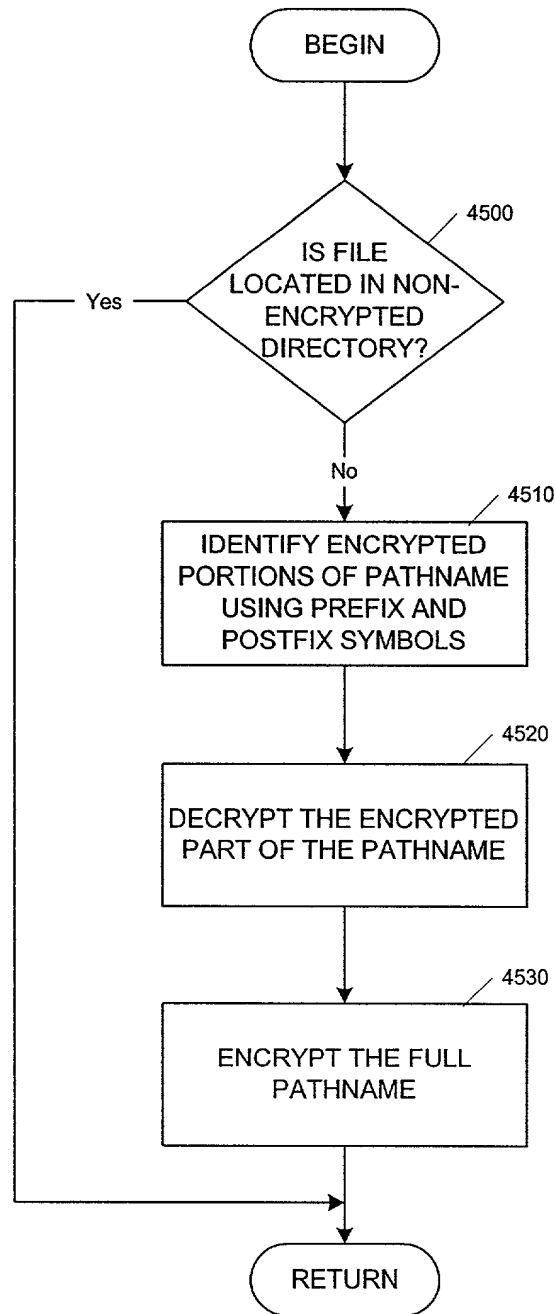 BEGIN
4500
IS FILE
LOCATED IN NON-
ENCRYPTED
DIRECTORY?
Yes
No
4510
IDENTIFY ENCRYPTED
PORTIONS OF PATHNAME
USING PREFIX AND
POSTFIX SYMBOLS
4520
DECRYPT THE ENCRYPTED
PART OF THE PATHNAME
4530
ENCRYPT THE FULL
PATHNAME
RETURN